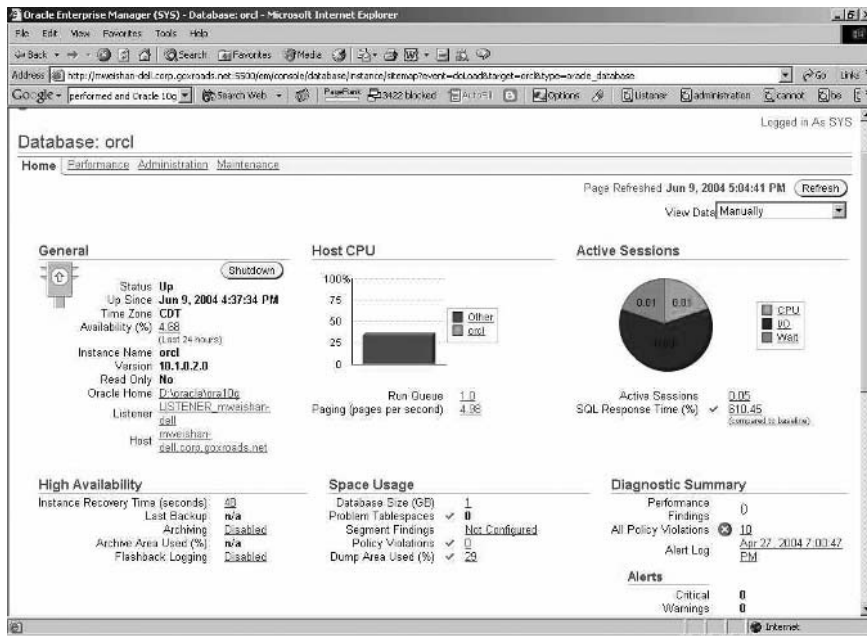 Oracle Enterprise Manager (SYS) - Database: orcl - Microsoft Internet Explorer
File Edit View Favorites Tools Help
Back Search Favorites Media
Address http://mweishan-dell.corp.goxroads.net:5500/em/console/database/instance/sitemap?event=doLoad&target=orcl&type=oracle_database Go Links
Google performed and Oracle 10g Search Web PageRank 3422 blocked AutoFill Options Listener administration cannot
Logged in As SYS
Database: orcl
Home Performance Administration Maintenance
Page Refreshed Jun 9, 2004 5:04:41 PM Refresh
View Data Manually
General
Shutdown
Status Up
Up Since Jun 9, 2004 4:37:34 PM
Time Zone CDT
Availability (%) 4.68
(Last 24 hours)
Instance Name orcl
Version 10.1.0.2.0
Read Only No
Oracle Home D:\oracle\ora10g
Listener LISTENER_mweishan-dell
Host mweishan-dell.corp.goxroads.net
Host CPU
100%
75
50
25
0
Other
orcl
Run Queue 1.0
Paging (pages per second) 4.98
Active Sessions
0.01 0.01
CPU
I/O
Wait
Active Sessions 0.05
SQL Response Time (%) 610.45
(compared to baseline)
High Availability
Instance Recovery Time (seconds) 48
Last Backup n/a
Archiving Disabled
Archive Area Used (%) n/a
Flashback Logging Disabled
Space Usage
Database Size (GB) 1
Problem Tablespaces 0
Segment Findings Not Configured
Policy Violations 0
Dump Area Used (%) 29
Diagnostic Summary
Performance Findings 0
All Policy Violations 10
Alert Log Apr 27, 2004 7:00:47 PM
Alerts
Critical 0
Warnings 0
Internet